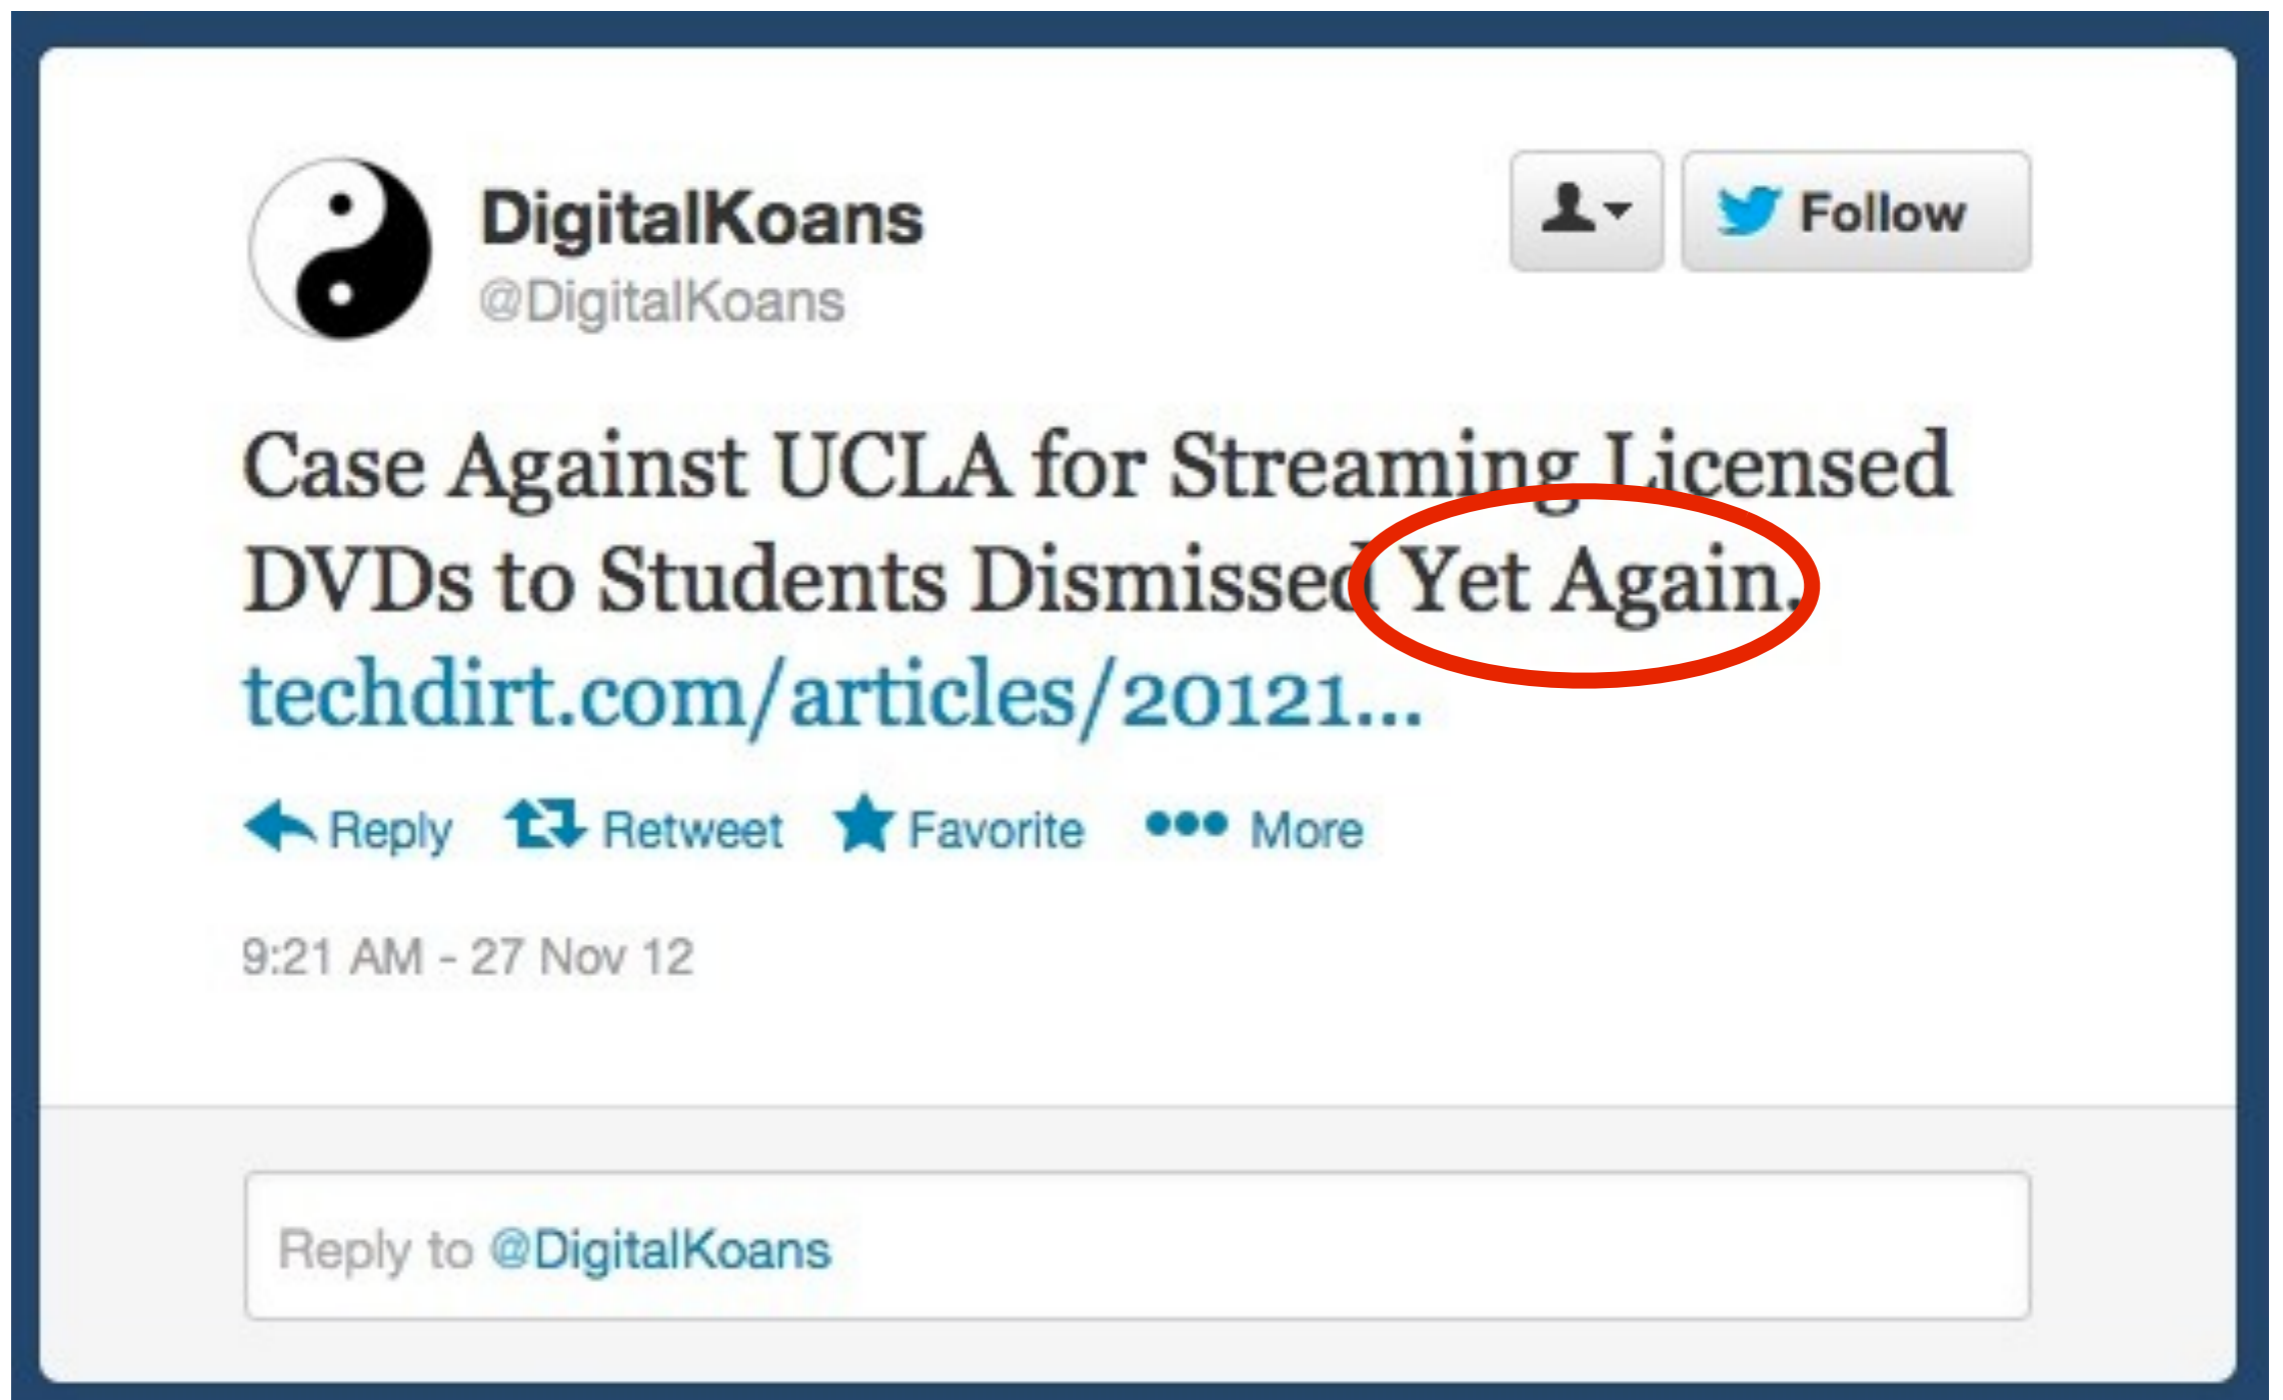 DigitalKoans
@DigitalKoans
Follow
Case Against UCLA for Streaming Licensed
DVDs to Students Dismissed Yet Again.
techdirt.com/articles/20121...
Reply Retweet Favorite ••• More
9:21 AM - 27 Nov 12
Reply to @DigitalKoans